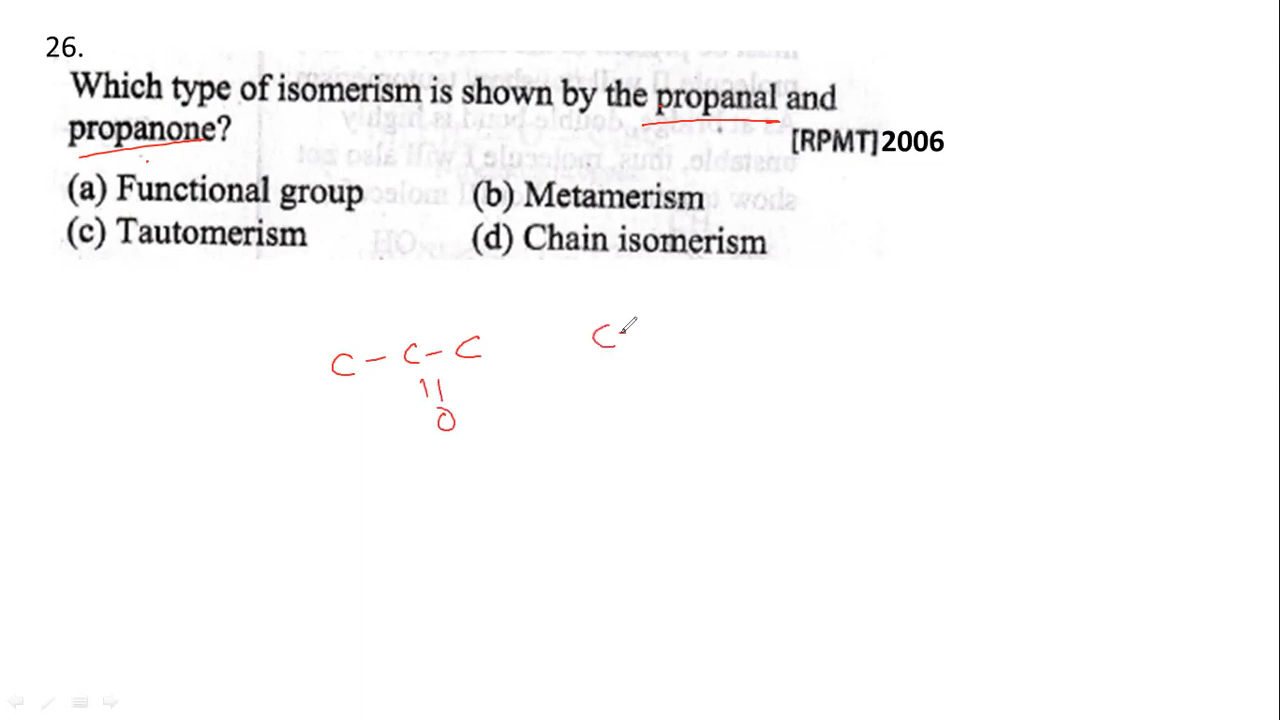 26.
Which type of isomerism is shown by the propanal and
propanone?
[RPMT]2006
(a) Functional group (b) Metamerism
(c) Tautomerism (d) Chain isomerism
C - C - C C
||
O